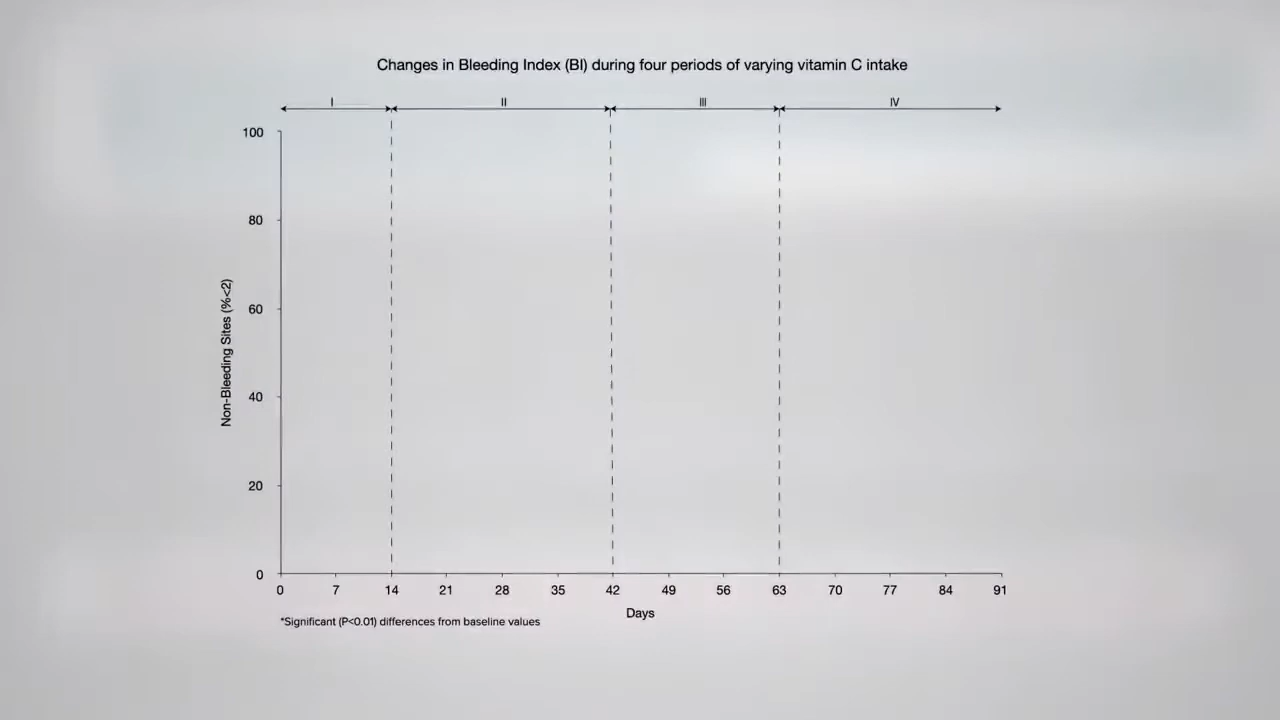 Changes in Bleeding Index (BI) during four periods of varying vitamin C intake
I II III IV
100
80
60
40
20
0
Non-Bleeding Sites (%<2)
0 7 14 21 28 35 42 49 56 63 70 77 84 91
Days
*Significant (P<0.01) differences from baseline values